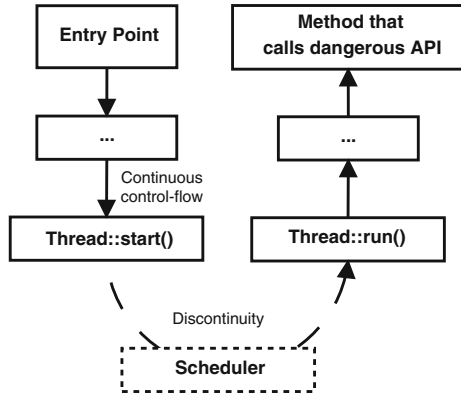 Entry Point
...
Continuous
control-flow
Thread::start()
Discontinuity
Scheduler
Thread::run()
...
Method that
calls dangerous API